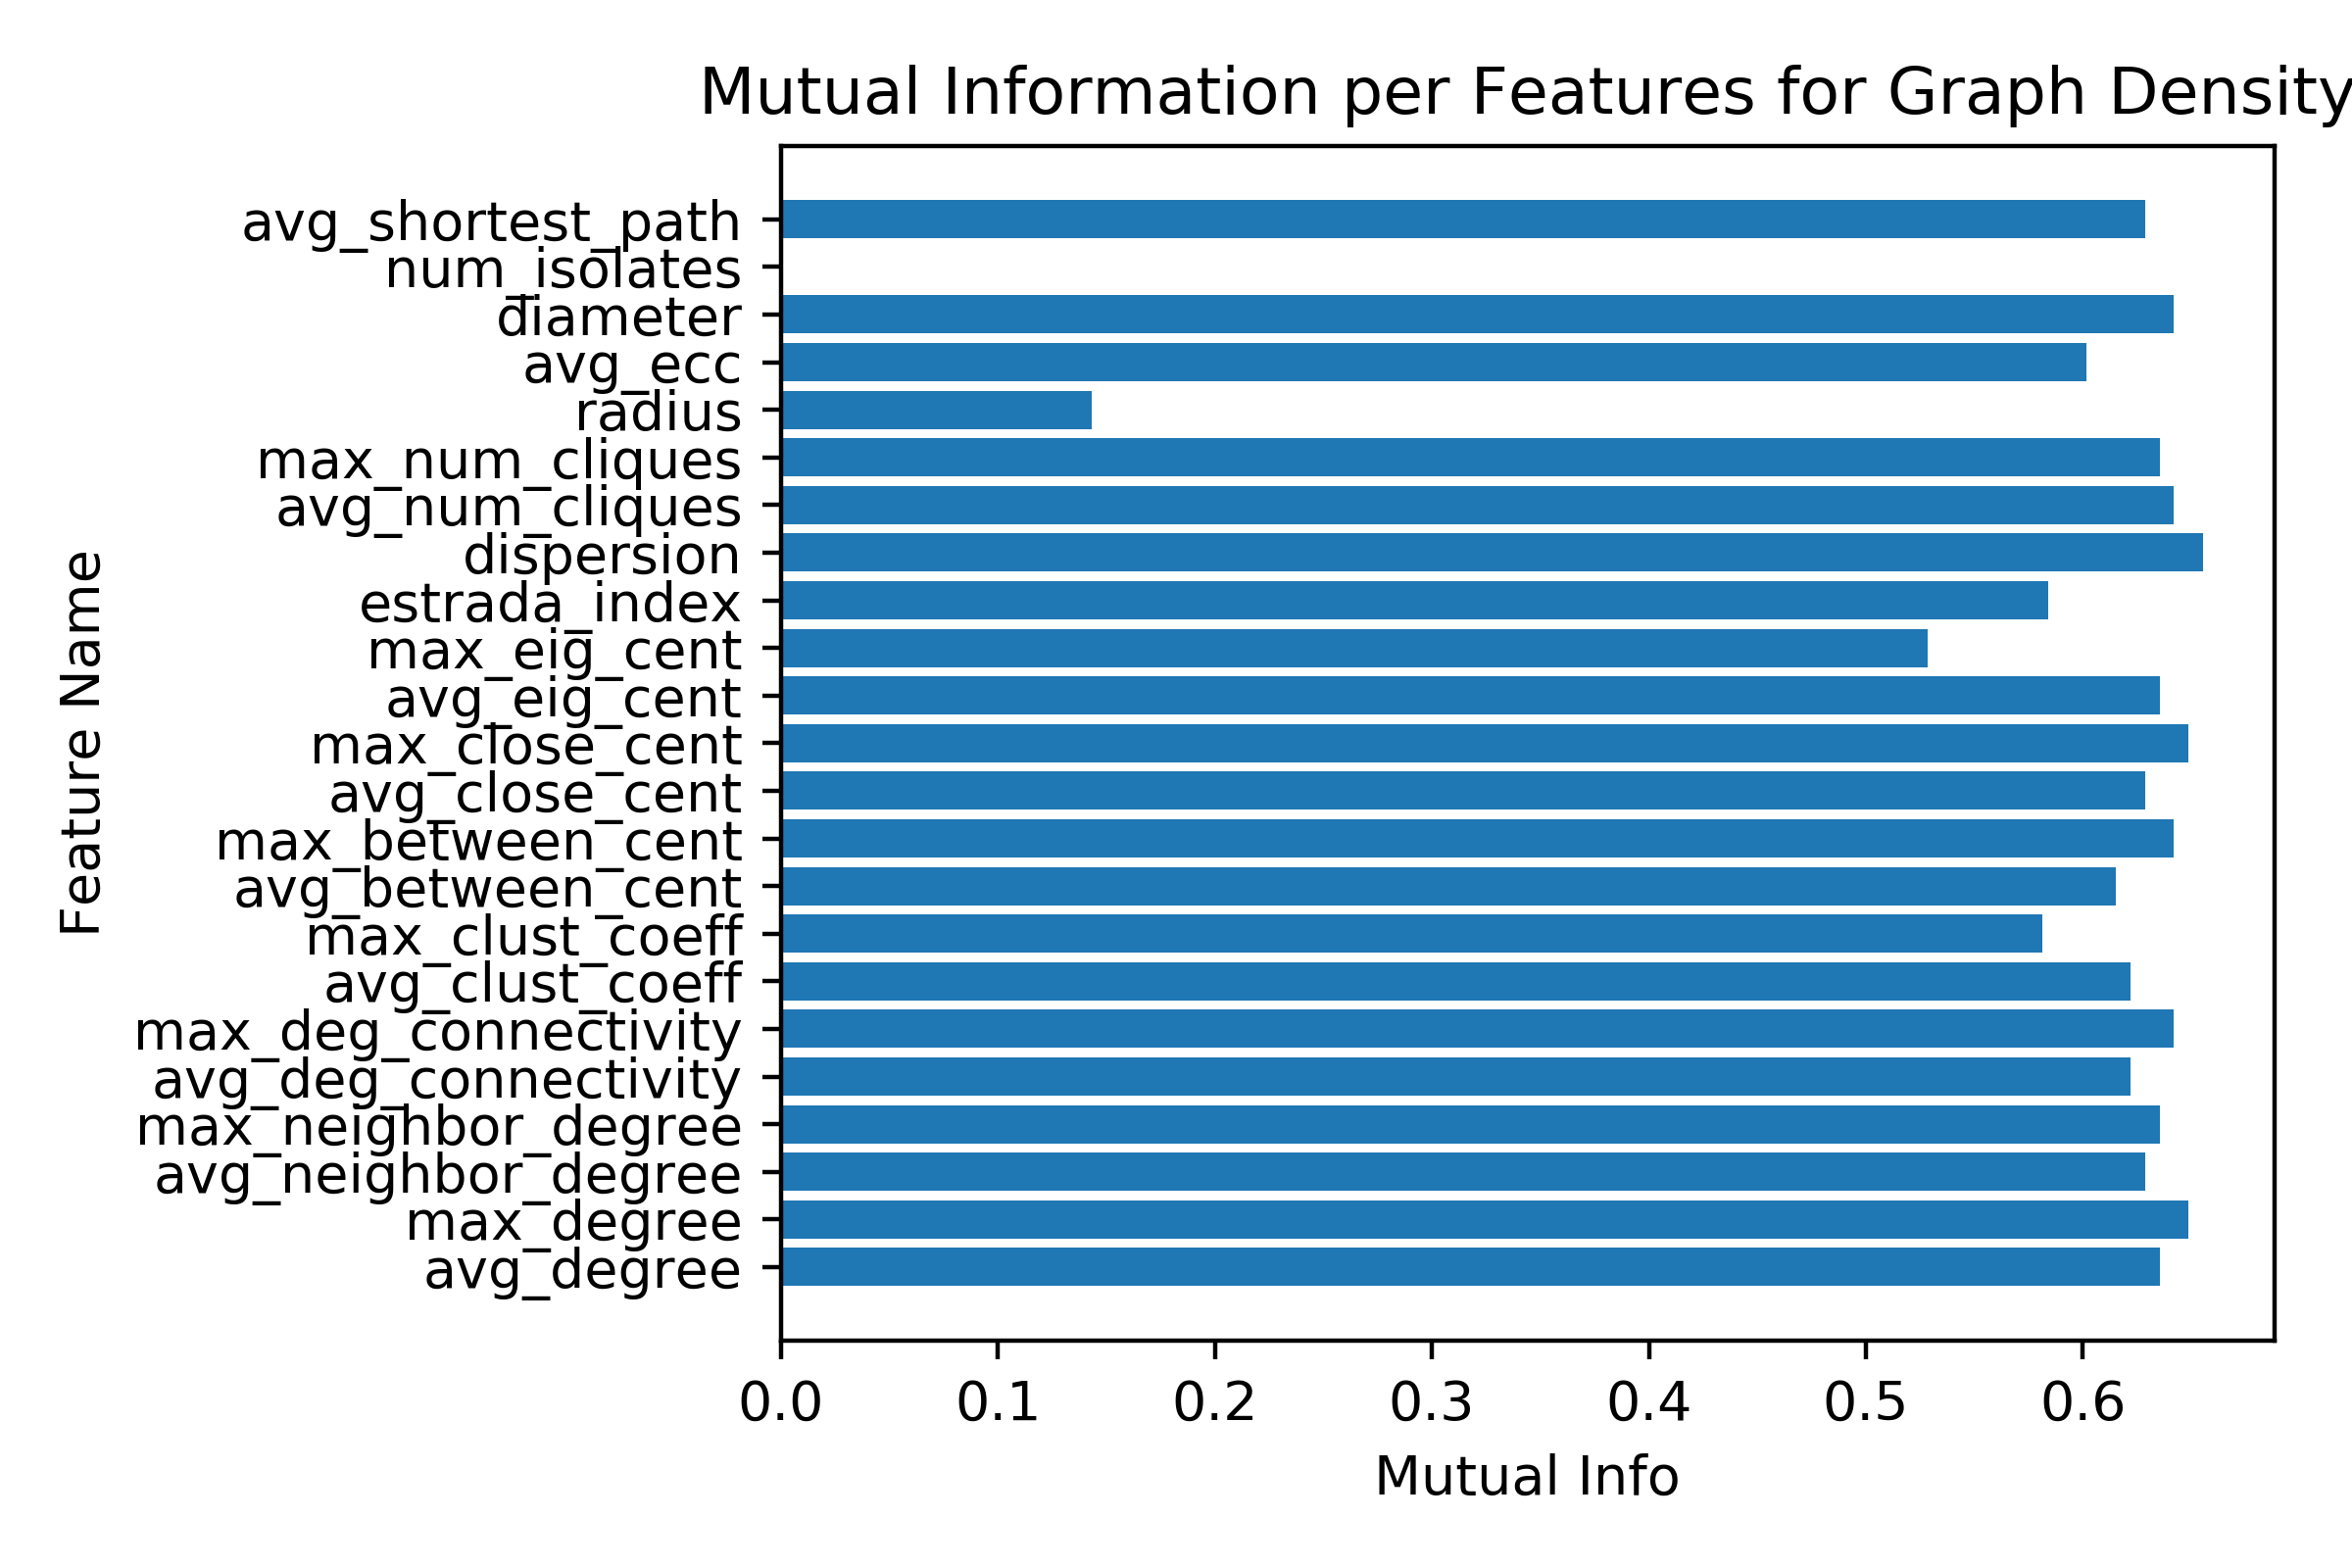 Mutual Information per Features for Graph Density
avg_shortest_path
num_isolates
diameter
avg_ecc
radius
max_num_cliques
avg_num_cliques
dispersion
estrada_index
max_eig_cent
avg_eig_cent
max_close_cent
avg_close_cent
max_between_cent
avg_between_cent
max_clust_coeff
avg_clust_coeff
max_deg_connectivity
avg_deg_connectivity
max_neighbor_degree
avg_neighbor_degree
max_degree
avg_degree
Feature Name
0.0 0.1 0.2 0.3 0.4 0.5 0.6
Mutual Info